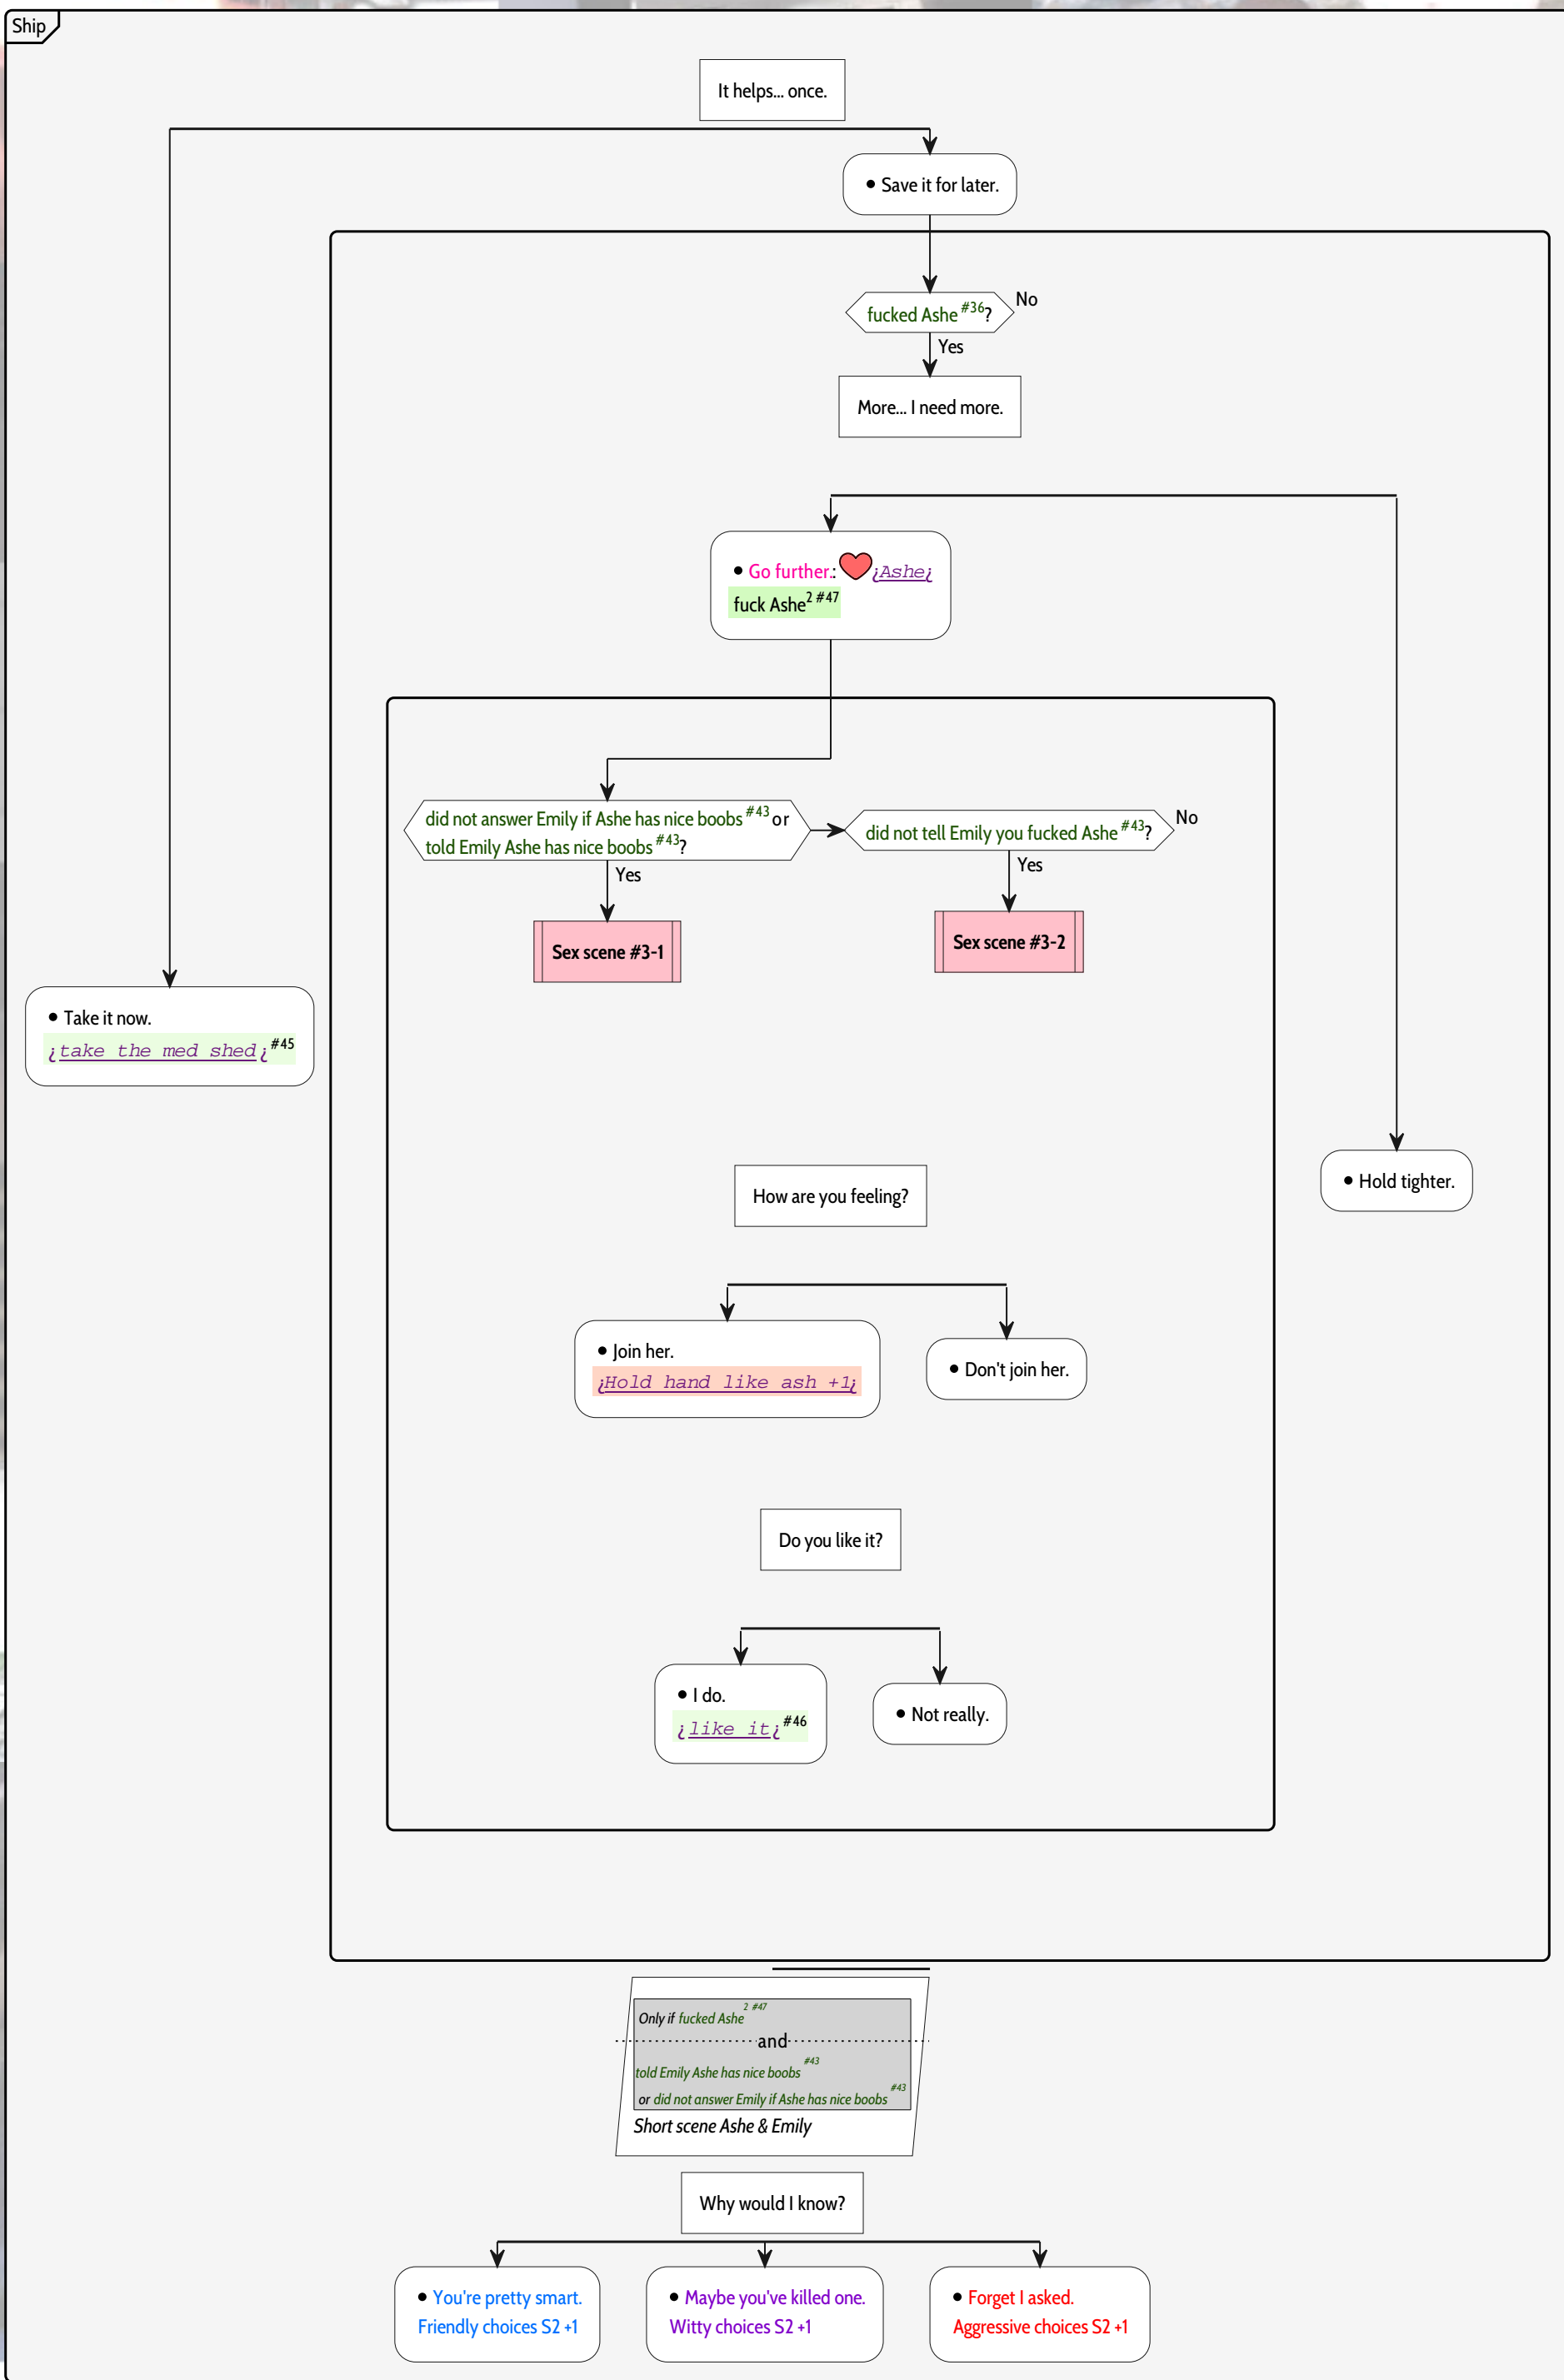 Ship
It helps... once.
• Save it for later.
fucked Ashe #36?
No
Yes
More... I need more.
• Go further.: ¿Ashe¿
fuck Ashe2 #47
did not answer Emily if Ashe has nice boobs #43 or
told Emily Ashe has nice boobs #43?
Yes
did not tell Emily you fucked Ashe #43?
No
Yes
Sex scene #3-1
Sex scene #3-2
• Take it now.
¿take the med shed¿ #45
• Hold tighter.
How are you feeling?
• Join her.
¿Hold hand like ash +1¿
• Don't join her.
Do you like it?
• I do.
¿like it¿ #46
• Not really.
Only if fucked Ashe2 #47
and
told Emily Ashe has nice boobs #43
or did not answer Emily if Ashe has nice boobs #43
Short scene Ashe & Emily
Why would I know?
• You're pretty smart.
Friendly choices S2 +1
• Maybe you've killed one.
Witty choices S2 +1
• Forget I asked.
Aggressive choices S2 +1